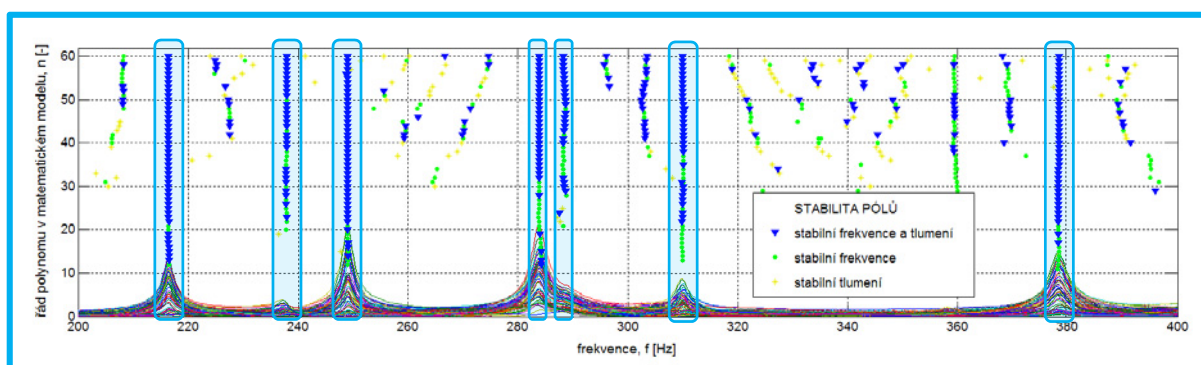 řád polynomu v matematickém modelu, n [-]
60
50
40
30
20
10
0
STABILITA PÓLŮ
stabilní frekvence a tlumení
stabilní frekvence
stabilní tlumení
200 220 240 260 280 300 320 340 360 380 400
frekvence, f [Hz]